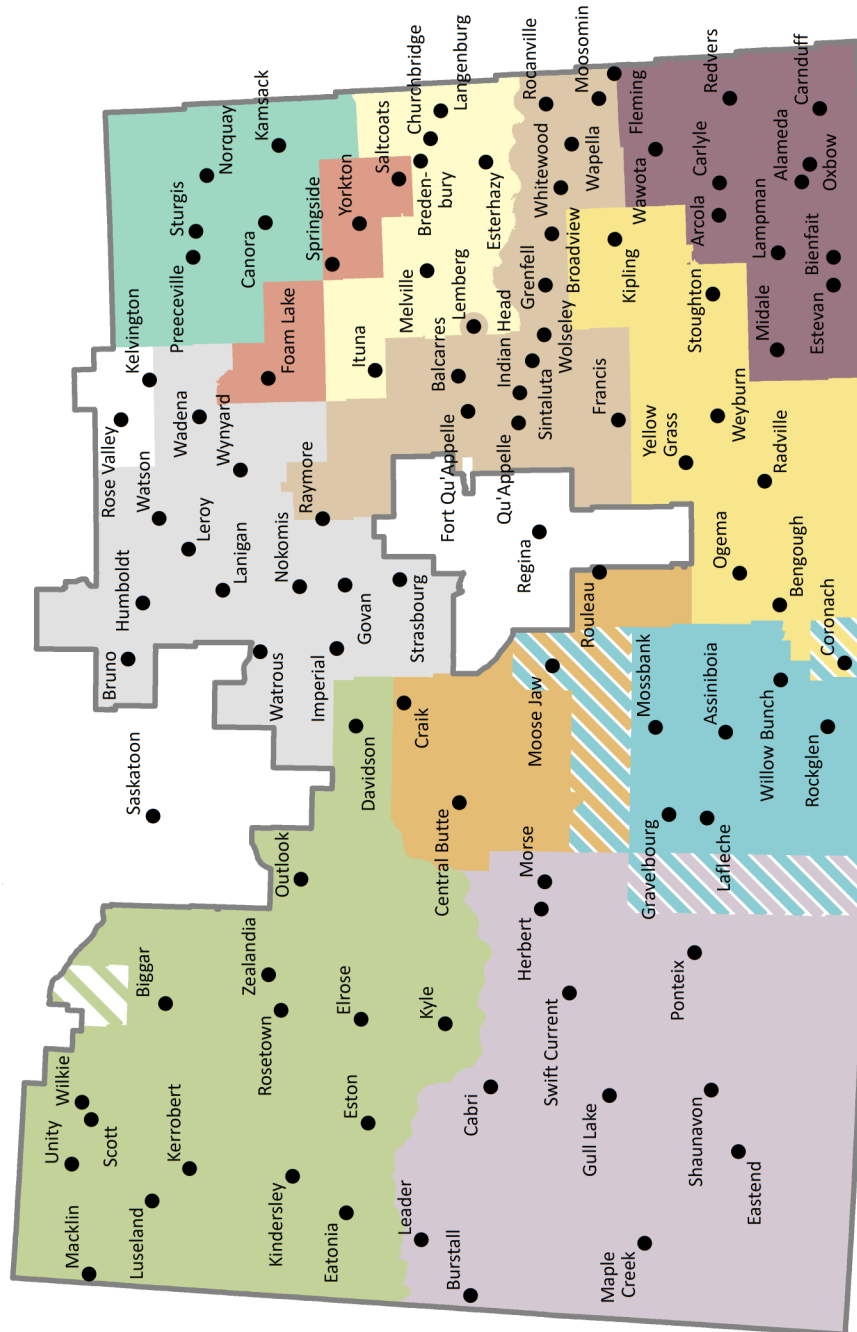 Macklin
Unity
Wilkie
Scott
Luseland
Kerrobert
Biggar
Kindersley
Rosetown
Zealandia
Outlook
Eatonia
Eston
Elrose
Kyle
Leader
Burstall
Cabri
Swift Current
Herbert
Morse
Gull Lake
Maple
Creek
Shaunavon
Eastend
Ponteix
Saskatoon
Bruno
Humboldt
Watson
Leroy
Lanigan
Watrous
Nokomis
Imperial
Govan
Strasbourg
Raymore
Wynyard
Wadena
Rose Valley
Kelvington
Davidson
Craik
Central Butte
Moose Jaw
Rouleau
Regina
Gravelbourg
Lafleche
Mossbank
Assiniboia
Willow Bunch
Rockglen
Coronach
Bengough
Ogema
Radville
Weyburn
Yellow
Grass
Stoughton
Kipling
Preeceville
Sturgis
Norquay
Canora
Kamsack
Foam Lake
Springside
Yorkton
Saltcoats
Ituna
Melville
Breden-
bury
Churchbridge
Langenburg
Esterhazy
Lemberg
Balcarres
Fort Qu'Appelle
Qu'Appelle
Indian Head
Sintaluta
Wolseley
Grenfell
Broadview
Whitewood
Wapella
Rocanville
Moosomin
Francis
Fleming
Wawota
Redvers
Carlyle
Arcola
Lampman
Midale
Estevan
Bienfait
Alameda
Oxbow
Carnduff